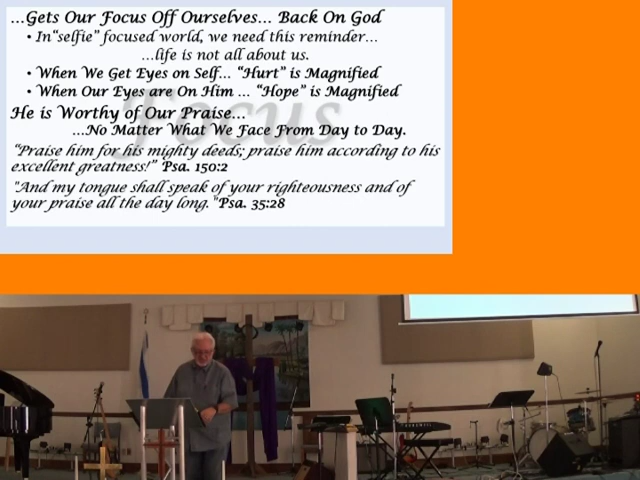 ...Gets Our Focus Off Ourselves... Back On God
• In"selfie" focused world, we need this reminder...
...life is not all about us.
• When We Get Eyes on Self... "Hurt" is Magnified
• When Our Eyes are On Him ... "Hope" is Magnified
Focus
He is Worthy of Our Praise...
...No Matter What We Face From Day to Day.
"Praise him for his mighty deeds; praise him according to his
excellent greatness!" Psa. 150:2
"And my tongue shall speak of your righteousness and of
your praise all the day long."Psa. 35:28